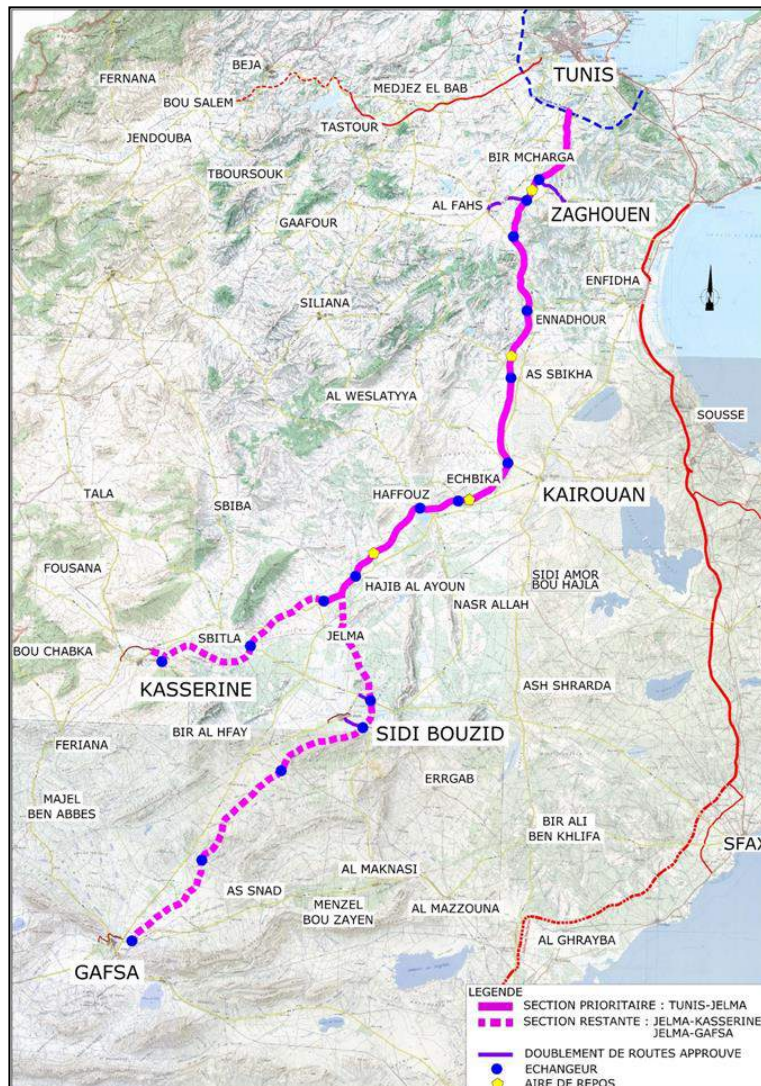 TUNIS
BEJA
FERNANA
MEDJEZ EL BAB
BOU SALEM
TASTOUR
JENDOUBA
BIR MCHARGA
TBOURSOUK
AL FAHS
ZAGHOUEN
GAAFOUR
ENFIDHA
SILIANA
ENNADHOUR
AS SBIKHA
AL WESLATYYA
SOUSSE
ECHBIKA
TALA
HAFFOUZ
KAIROUAN
SBIBA
FOUSANA
SIDI AMOR
BOU HAJLA
HAJIB AL AYOUN
NASR ALLAH
SBITLA
JELMA
BOU CHABKA
KASSERINE
ASH SHRARDA
BIR AL HFAY
SIDI BOUZID
FERIANA
ERRGAB
MAJEL
BEN ABBES
BIR ALI
BEN KHLIFA
SFAX
AL MAKNASI
AS SNAD
MENZEL
BOU ZAYEN
AL MAZZOUNA
AL GHRAYBA
GAFSA
LEGENDE
SECTION PRIORITAIRE : TUNIS-JELMA
SECTION RESTANTE : JELMA-KASSERINE
JELMA-GAFSA
DOUBLEMENT DE ROUTES APPROUVE
ECHANGEUR
AIRE DE REPOS